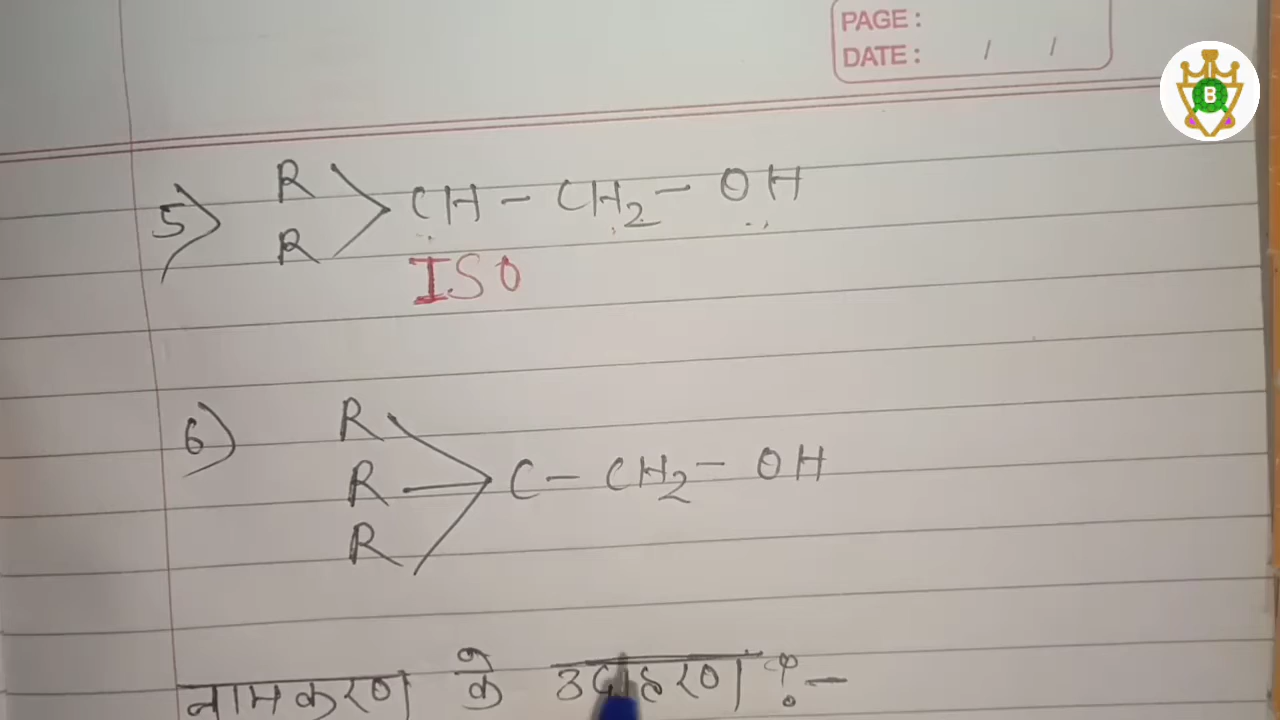 PAGE :
DATE : / /
B
5) R
R > CH - CH2 - OH
ISO
6) R
R
R > C - CH2 - OH
नामकरण के उदाहरण :-